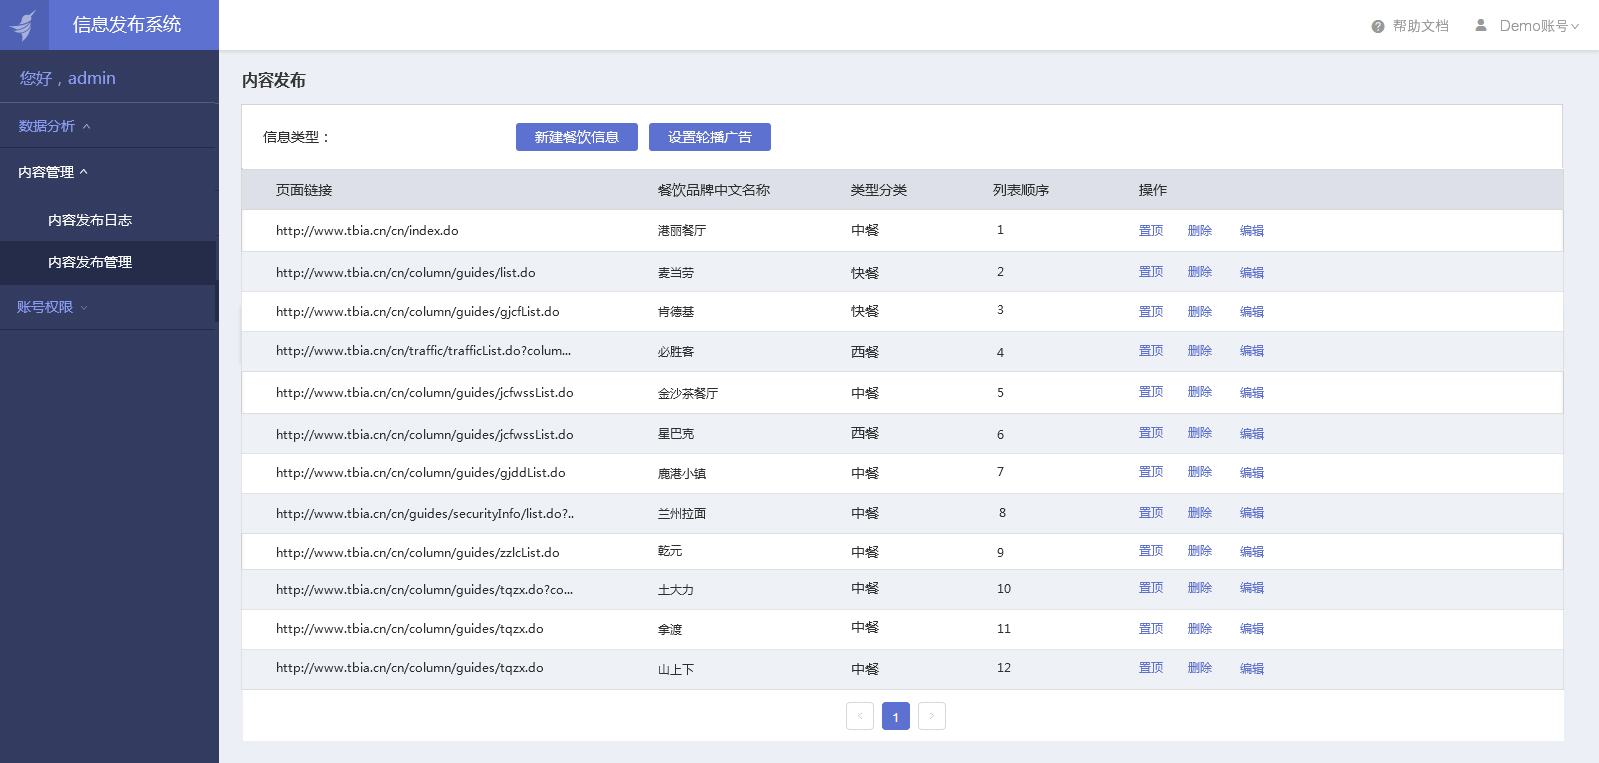 信息发布系统
帮助文档 Demo账号
您好，admin
内容发布
数据分析
信息类型： 新建餐饮信息 设置轮播广告
内容管理
页面链接 餐饮品牌中文名称 类型分类 列表顺序 操作
内容发布日志
http://www.tbia.cn/cn/index.do 港丽餐厅 中餐 1 置顶 删除 编辑
内容发布管理
http://www.tbia.cn/cn/column/guides/list.do 麦当劳 快餐 2 置顶 删除 编辑
账号权限
http://www.tbia.cn/cn/column/guides/gjcfList.do 肯德基 快餐 3 置顶 删除 编辑
http://www.tbia.cn/cn/traffic/trafficList.do?colum... 必胜客 西餐 4 置顶 删除 编辑
http://www.tbia.cn/cn/column/guides/jcfwssList.do 金沙茶餐厅 中餐 5 置顶 删除 编辑
http://www.tbia.cn/cn/column/guides/jcfwssList.do 星巴克 西餐 6 置顶 删除 编辑
http://www.tbia.cn/cn/column/guides/gjddList.do 鹿港小镇 中餐 7 置顶 删除 编辑
http://www.tbia.cn/cn/guides/securityInfo/list.do?.. 兰州拉面 中餐 8 置顶 删除 编辑
http://www.tbia.cn/cn/column/guides/zzlcList.do 乾元 中餐 9 置顶 删除 编辑
http://www.tbia.cn/cn/column/guides/tqzx.do?co... 土大力 中餐 10 置顶 删除 编辑
http://www.tbia.cn/cn/column/guides/tqzx.do 拿渡 中餐 11 置顶 删除 编辑
http://www.tbia.cn/cn/column/guides/tqzx.do 山上下 中餐 12 置顶 删除 编辑
< 1 >